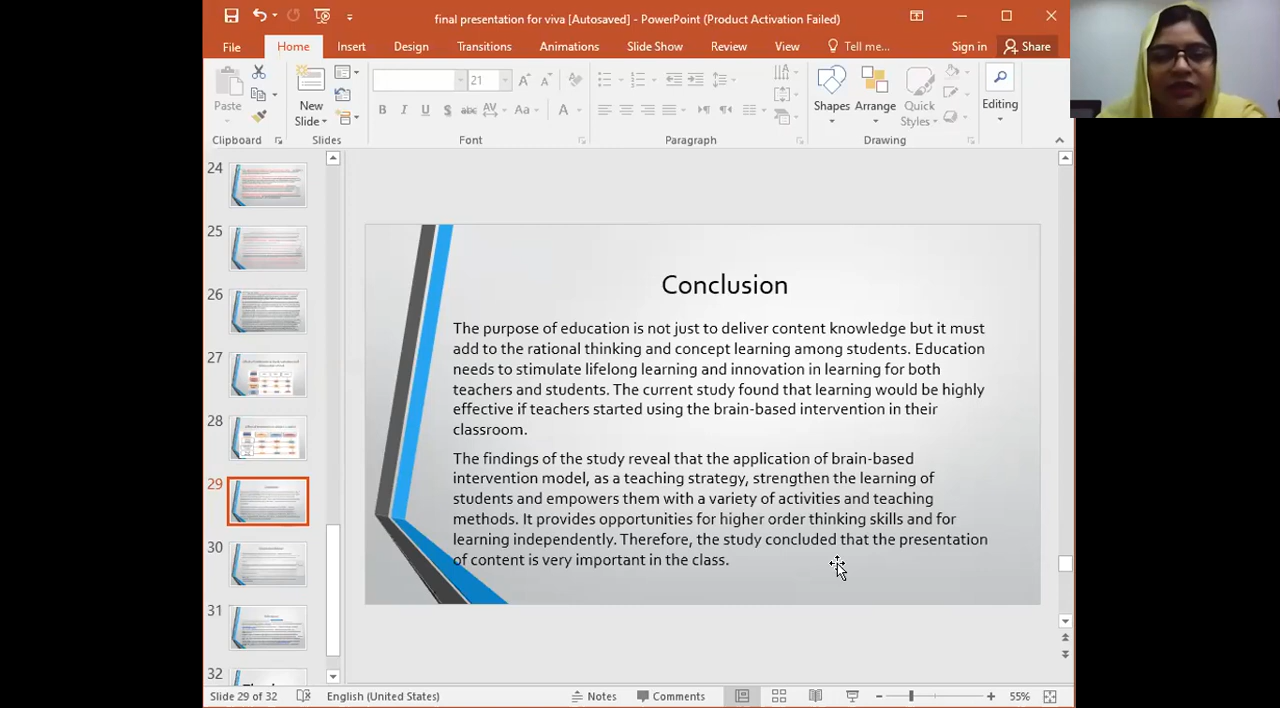 final presentation for viva [Autosaved] - PowerPoint (Product Activation Failed)
File Home Insert Design Transitions Animations Slide Show Review View Tell me... Sign in Share
Paste
New
Slide
21
Shapes Arrange Quick
Styles
Editing
Clipboard Slides Font Paragraph Drawing
24
25
26
27
28
29
30
31
32
Conclusion
The purpose of education is not just to deliver content knowledge but it must
add to the rational thinking and concept learning among students. Education
needs to stimulate lifelong learning and innovation in learning for both
teachers and students. The current study found that learning would be highly
effective if teachers started using the brain-based intervention in their
classroom.
The findings of the study reveal that the application of brain-based
intervention model, as a teaching strategy, strengthen the learning of
students and empowers them with a variety of activities and teaching
methods. It provides opportunities for higher order thinking skills and for
learning independently. Therefore, the study concluded that the presentation
of content is very important in the class.
Slide 29 of 32 English (United States) Notes Comments 55%